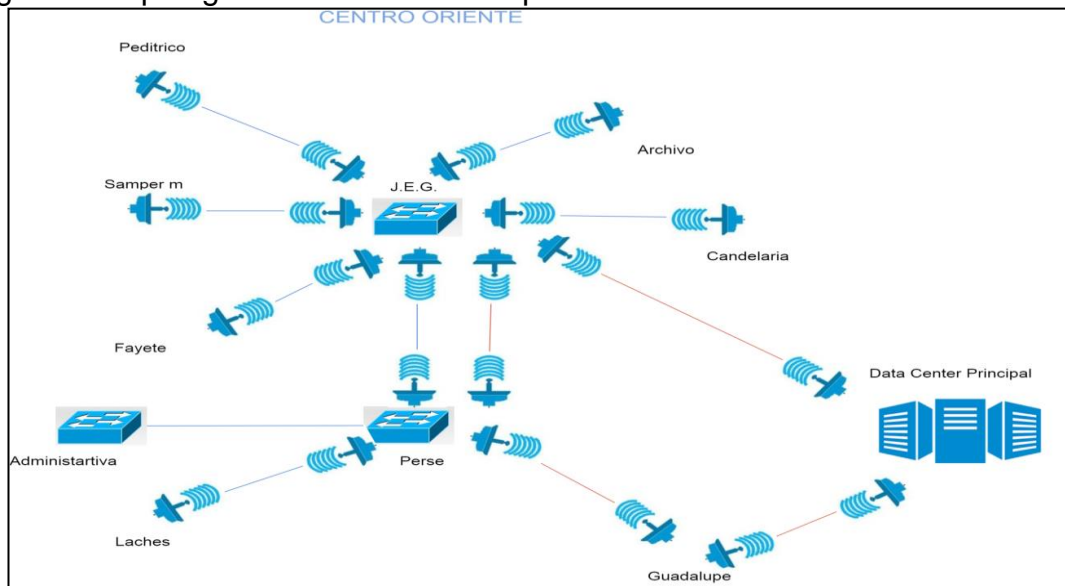 CENTRO ORIENTE
Peditrico
Archivo
Samper m
J.E.G.
Candelaria
Fayete
Data Center Principal
Administartiva
Perse
Laches
Guadalupe